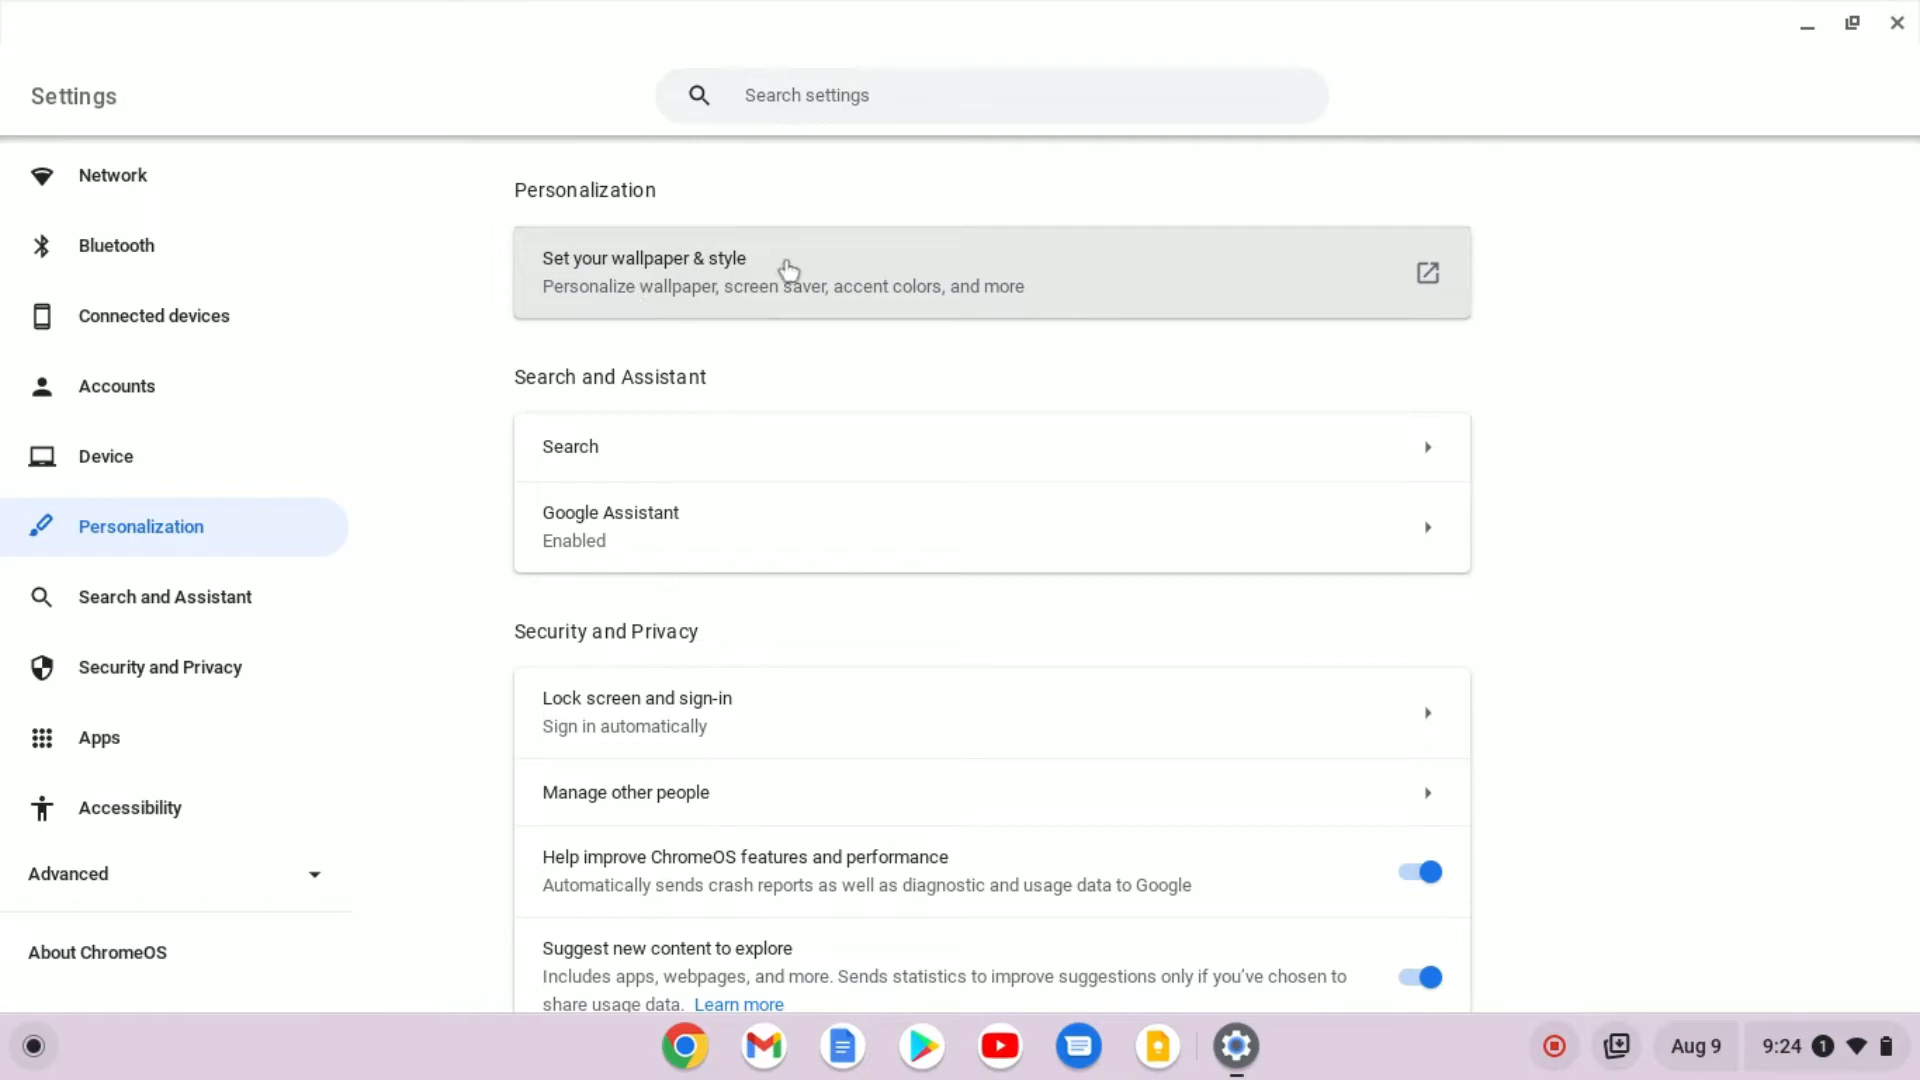 Settings
Search settings
Network
Bluetooth
Connected devices
Accounts
Device
Personalization
Search and Assistant
Security and Privacy
Apps
Accessibility
Advanced
About ChromeOS
Personalization
Set your wallpaper & style
Personalize wallpaper, screen saver, accent colors, and more
Search and Assistant
Search
Google Assistant
Enabled
Security and Privacy
Lock screen and sign-in
Sign in automatically
Manage other people
Help improve ChromeOS features and performance
Automatically sends crash reports as well as diagnostic and usage data to Google
Suggest new content to explore
Includes apps, webpages, and more. Sends statistics to improve suggestions only if you've chosen to
share usage data. Learn more
Aug 9
9:24 1